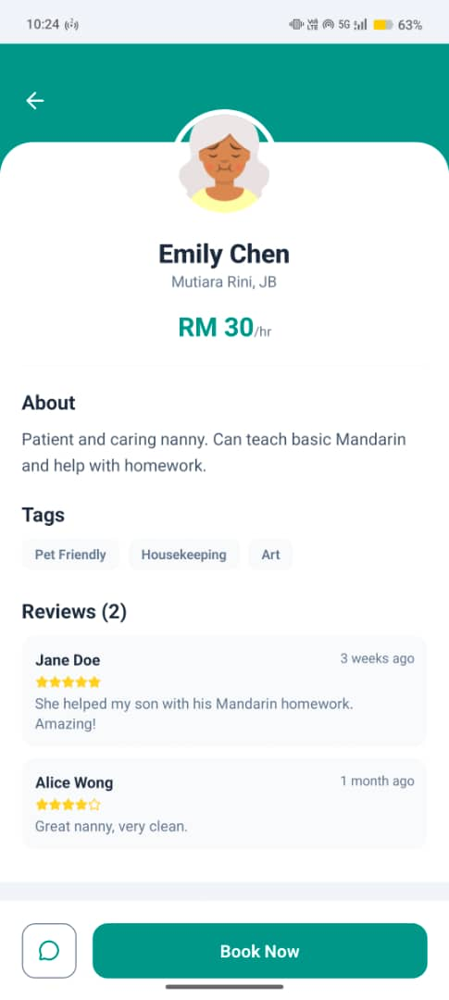 10:24
VoLTE 5G 63%
Emily Chen
Mutiara Rini, JB
RM 30/hr
About
Patient and caring nanny. Can teach basic Mandarin
and help with homework.
Tags
Pet Friendly Housekeeping Art
Reviews (2)
Jane Doe 3 weeks ago
She helped my son with his Mandarin homework.
Amazing!
Alice Wong 1 month ago
Great nanny, very clean.
Book Now